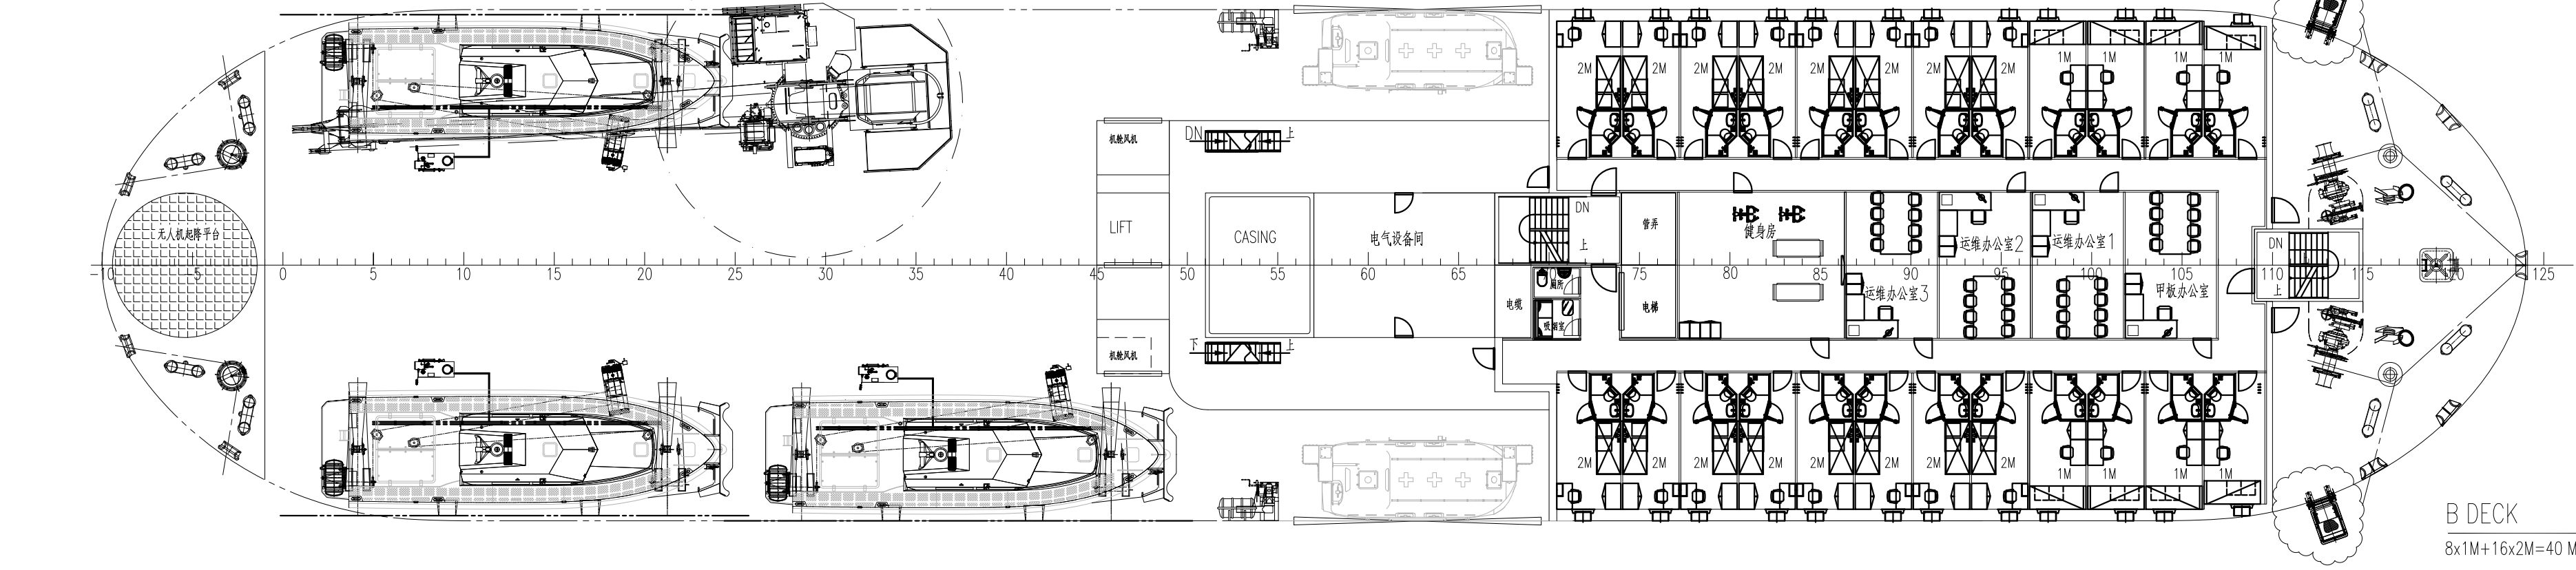 1M 1M 1M 1M
2M 2M 2M 2M 2M 2M 2M 2M
机舱风机
DN 上
LIFT
CASING
电气设备间
DN
上
管弄
健身房
运维办公室2
运维办公室1
DN
上
无人机起降平台
-10 5 0 5 10 15 20 25 30 35 40 45 50 55 60 65 70 75 80 85 90 95 100 105 110 115 120 125
电缆
厕所
吸烟室
电梯
运维办公室3
甲板办公室
机舱风机
下 上
2M 2M 2M 2M 2M 2M 2M 2M
1M 1M 1M 1M
B DECK
8x1M+16x2M=40 M